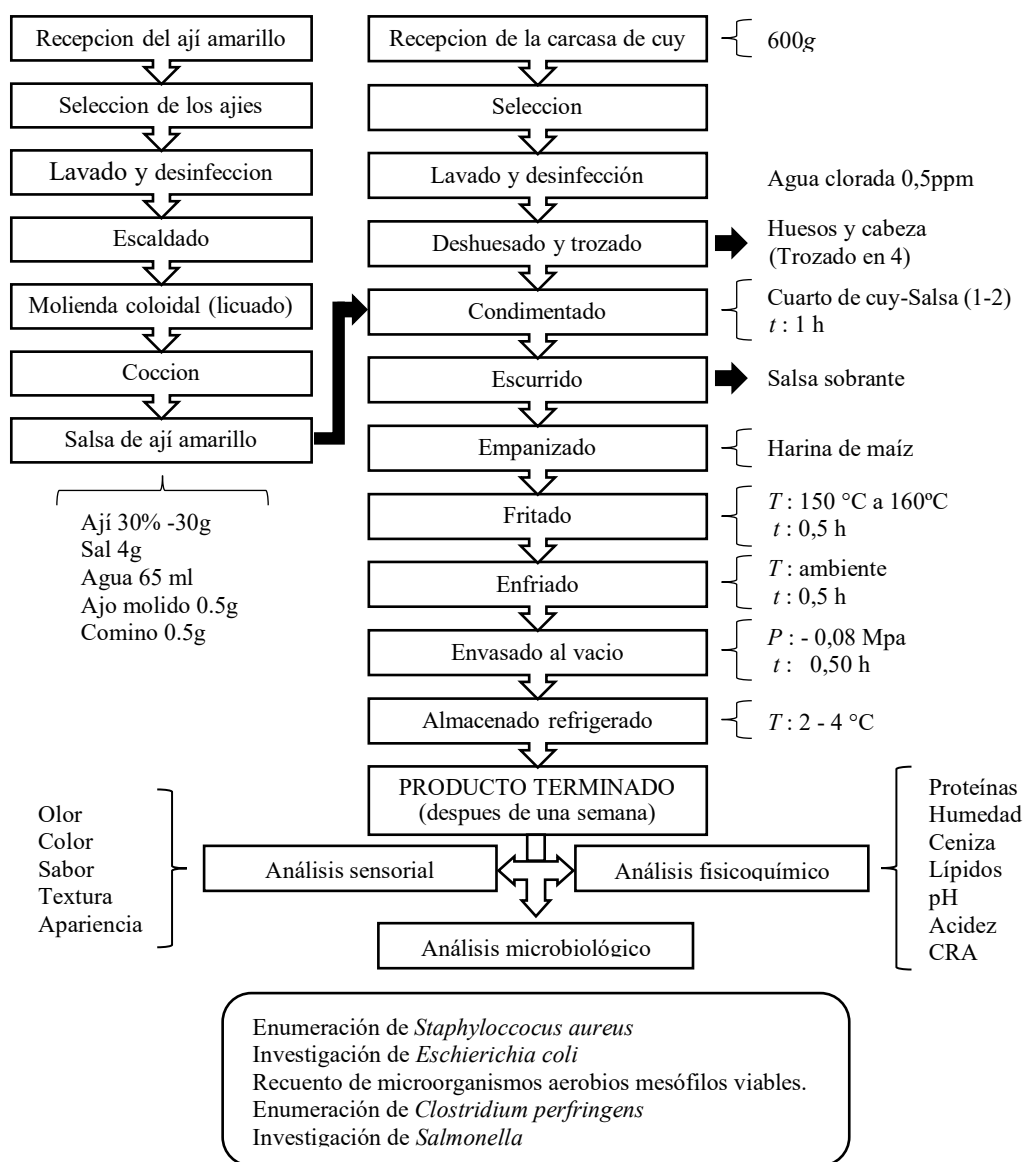 Recepcion del ají amarillo
Seleccion de los ajies
Lavado y desinfeccion
Escaldado
Molienda coloidal (licuado)
Coccion
Salsa de ají amarillo
Ají 30% -30g
Sal 4g
Agua 65 ml
Ajo molido 0.5g
Comino 0.5g
Recepcion de la carcasa de cuy
600g
Seleccion
Lavado y desinfección
Agua clorada 0,5ppm
Deshuesado y trozado
Huesos y cabeza
(Trozado en 4)
Condimentado
Cuarto de cuy-Salsa (1-2)
t : 1 h
Escurrido
Salsa sobrante
Empanizado
Harina de maíz
Fritado
T : 150 °C a 160ºC
t : 0,5 h
Enfriado
T : ambiente
t : 0,5 h
Envasado al vacio
P : - 0,08 Mpa
t : 0,50 h
Almacenado refrigerado
T : 2 - 4 °C
PRODUCTO TERMINADO
(despues de una semana)
Olor
Color
Sabor
Textura
Apariencia
Análisis sensorial
Análisis fisicoquímico
Proteínas
Humedad
Ceniza
Lípidos
pH
Acidez
CRA
Análisis microbiológico
Enumeración de Staphyloccocus aureus
Investigación de Eschierichia coli
Recuento de microorganismos aerobios mesófilos viables.
Enumeración de Clostridium perfringens
Investigación de Salmonella